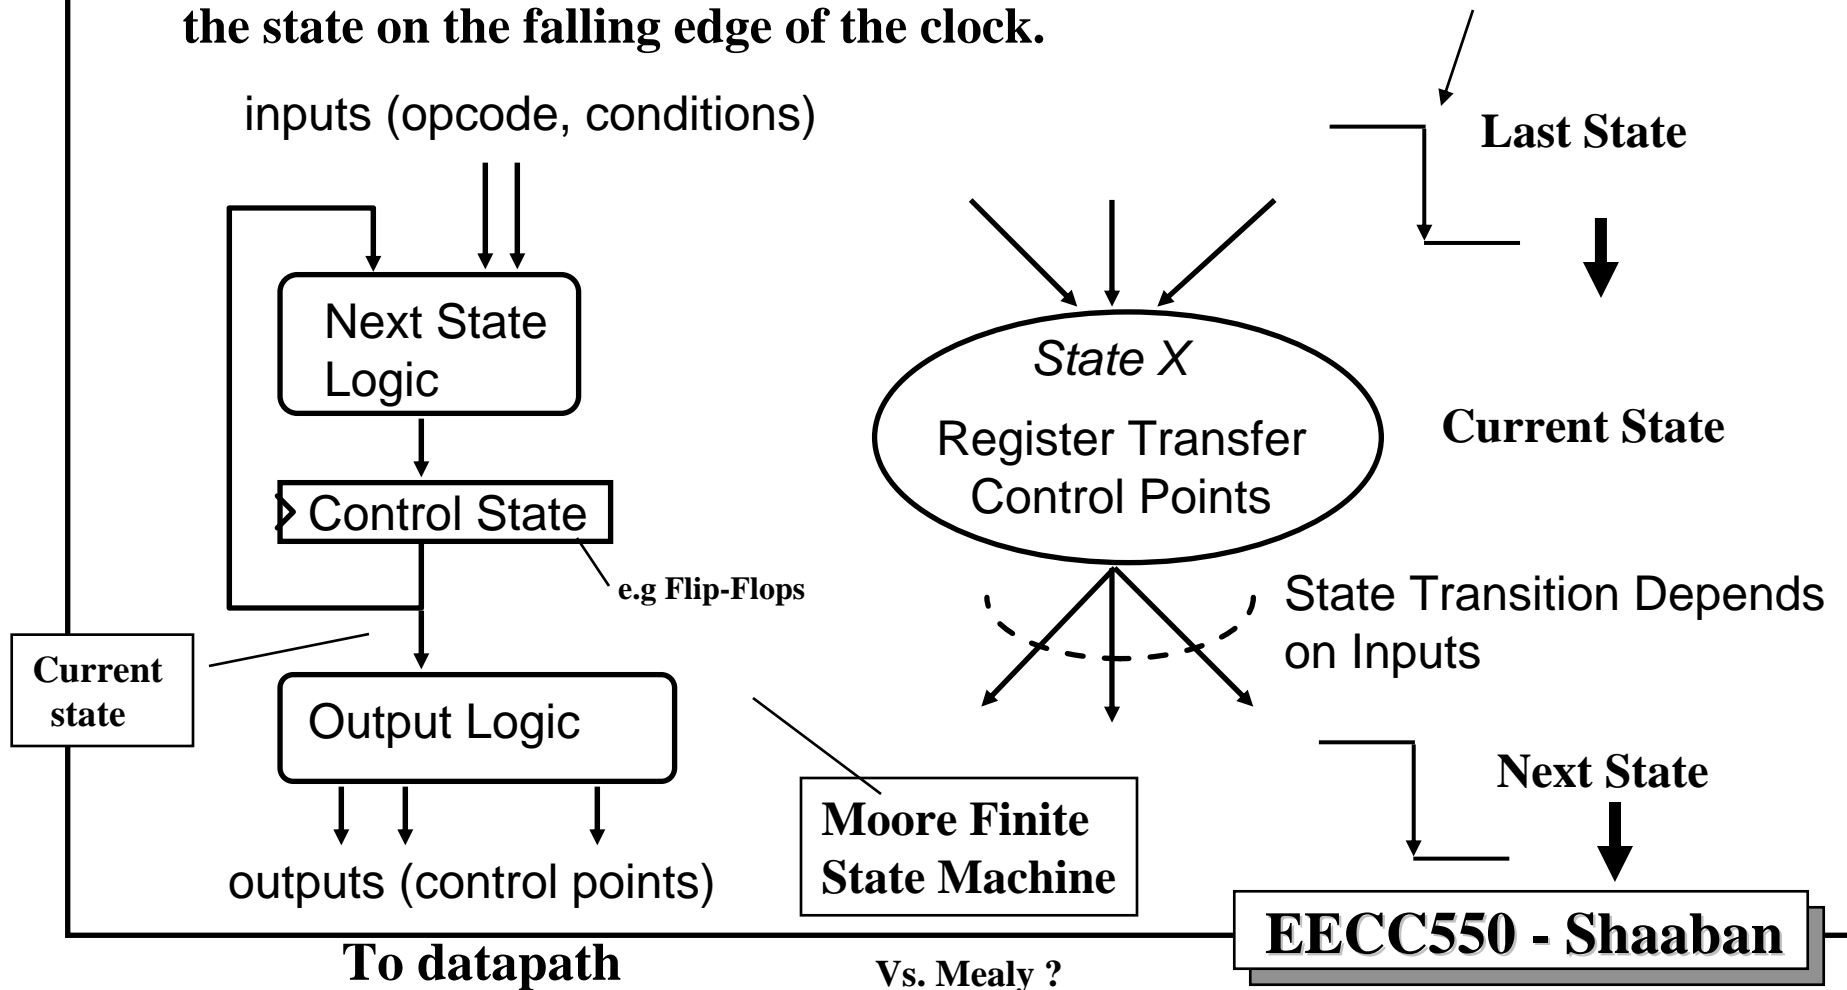 the state on the falling edge of the clock.
inputs (opcode, conditions)
Last State
Next State
Logic
State X
Register Transfer
Control Points
Current State
Control State
e.g Flip-Flops
State Transition Depends
on Inputs
Current
state
Output Logic
Next State
Moore Finite
State Machine
outputs (control points)
EECC550 - Shaaban
To datapath
Vs. Mealy ?